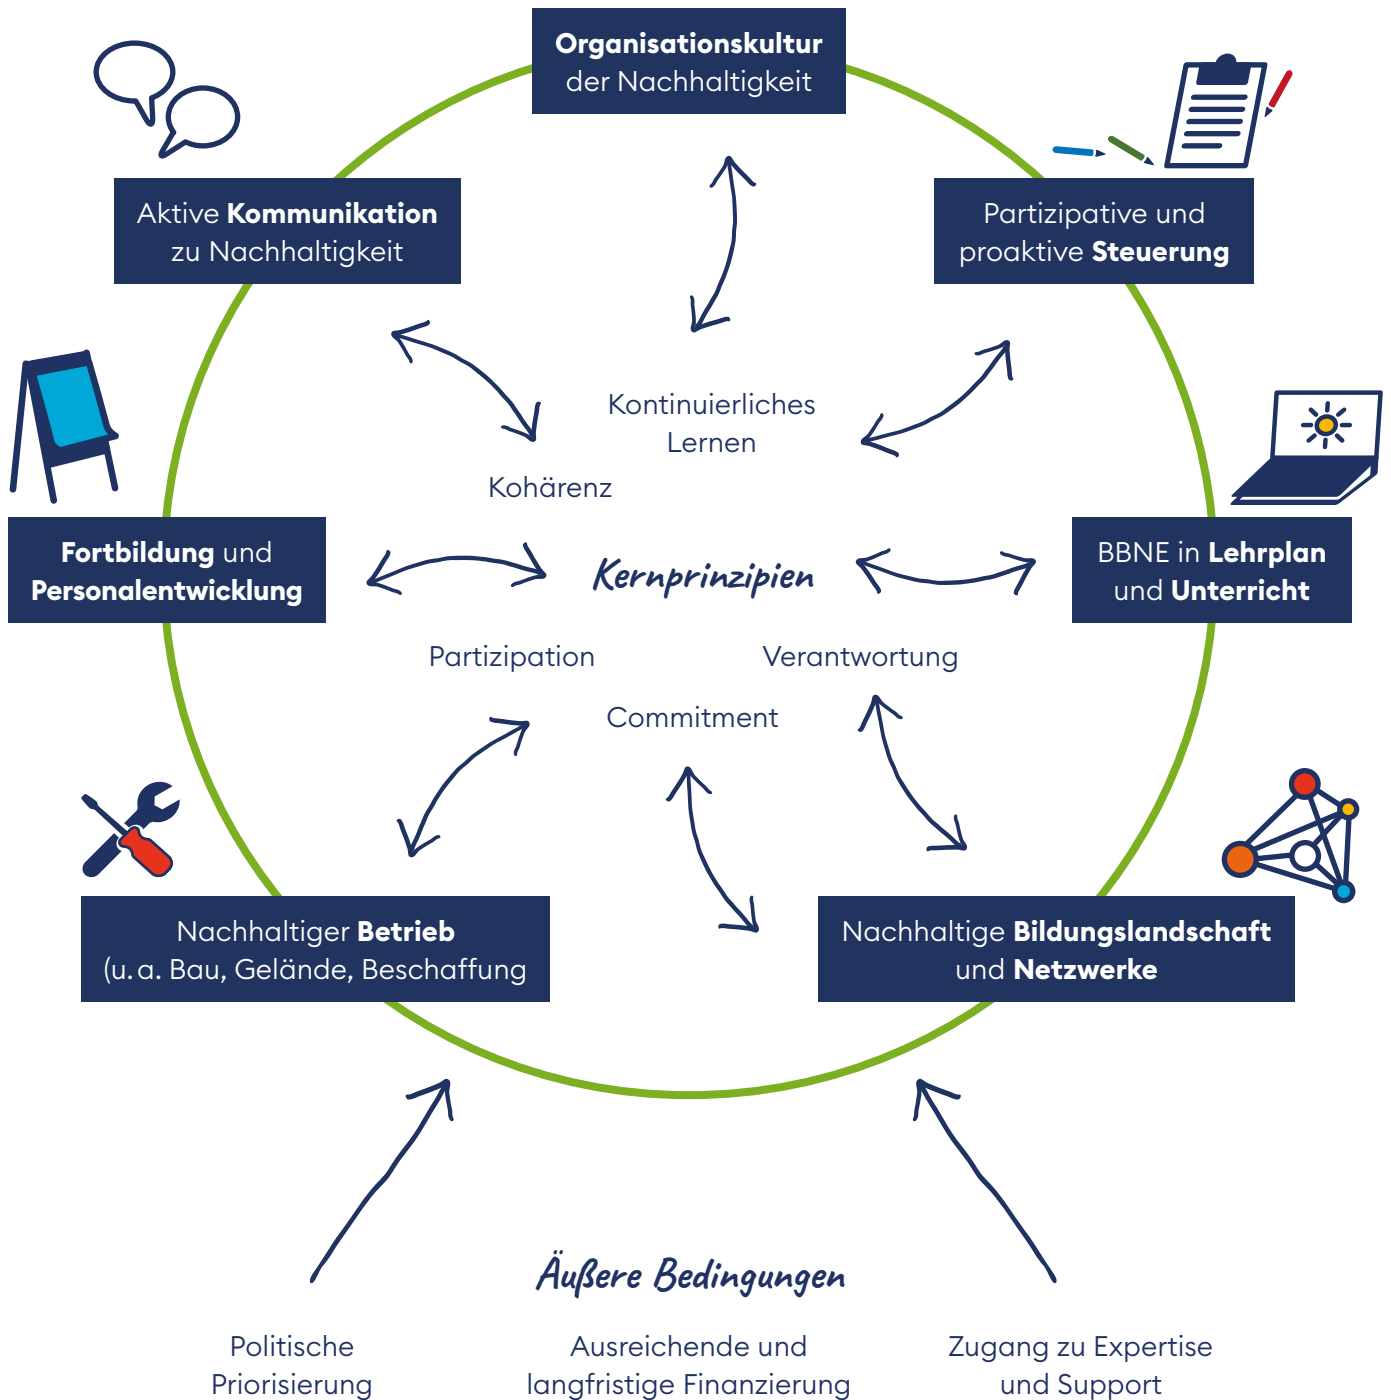 Organisationskultur
der Nachhaltigkeit
Aktive Kommunikation
zu Nachhaltigkeit
Partizipative und
proaktive Steuerung
Kontinuierliches
Lernen
Kohärenz
Fortbildung und
Personalentwicklung
Kernprinzipien
BBNE in Lehrplan
und Unterricht
Partizipation
Verantwortung
Commitment
Nachhaltiger Betrieb
(u. a. Bau, Gelände, Beschaffung
Nachhaltige Bildungslandschaft
und Netzwerke
Äußere Bedingungen
Politische
Priorisierung
Ausreichende und
langfristige Finanzierung
Zugang zu Expertise
und Support